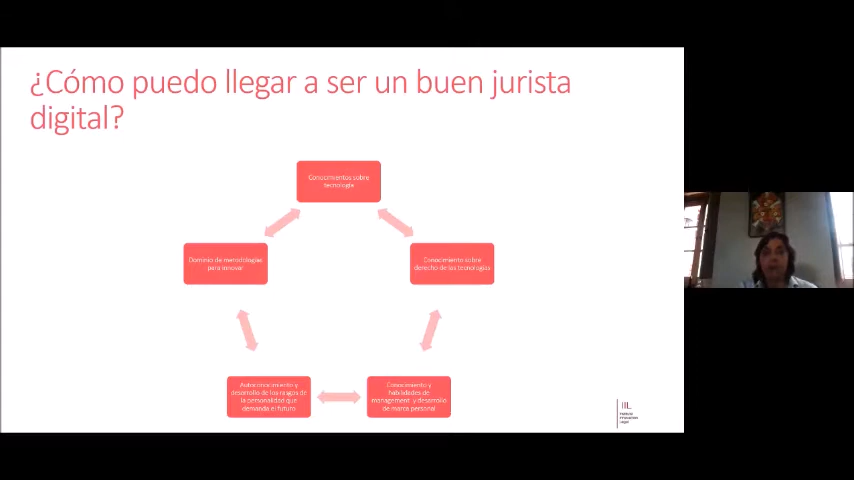 ¿Cómo puedo llegar a ser un buen jurista
digital?
Conocimientos sobre
tecnología
Dominio de metodologías
para innovar
Conocimiento sobre
derecho de las tecnologías
Autoconocimiento y
desarrollo de los rasgos de
la personalidad que
demanda el futuro
Conocimiento y
habilidades de
management y desarrollo
de marca personal